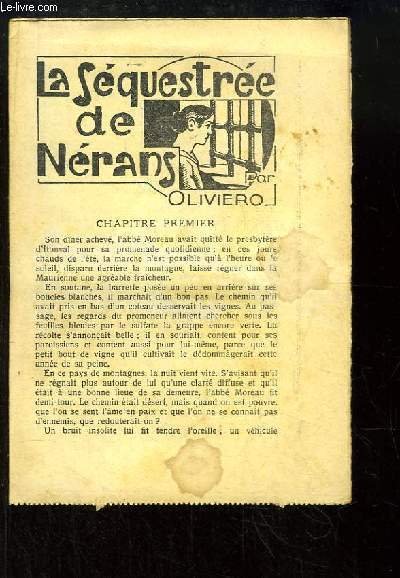 Le-livre.com
La Séquestrée
de
Nérans
Par
OLIVIERO
CHAPITRE PREMIER
Son dîner achevé, l'abbé Moreau avait quitté le presbytère
pour sa promenade quotidienne : en ces jours
chauds de l'été, la marche n'est possible qu'à l'heure où le
soleil, disparu derrière la montagne, laisse régner dans la
Maurienne une agréable fraîcheur.
En soutane, la barrette posée un peu en arrière sur ses
boucles blanches, il marchait d'un bon pas. Le chemin qu'il
avait pris en bas d'un coteau desservait les vignes. Au pas-
sage, les regards du promeneur allaient chercher sous les
feuilles bleues par le sulfate la grappe encore verte. La
récolte s'annonçait belle ; il en souriait, content pour ses
paroissiens et content aussi pour lui-même, parce que le
petit bout de vigne qu'il cultivait le dédommagerait cette
année de sa peine.
En ce pays de montagnes, la nuit vient vite. S'avisant qu'il
ne régnait plus autour de lui qu'une clarté diffuse et qu'il
était à une bonne lieue de sa demeure, l'abbé Moreau fit
demi-tour. Le chemin était désert, mais quand on est pauvre,
que l'on se sent l'âme en paix et que l'on ne se connaît pas
d'ennemis, que redouterait-on ?
Un bruit insolite lui fit tendre l'oreille ; un véhicule